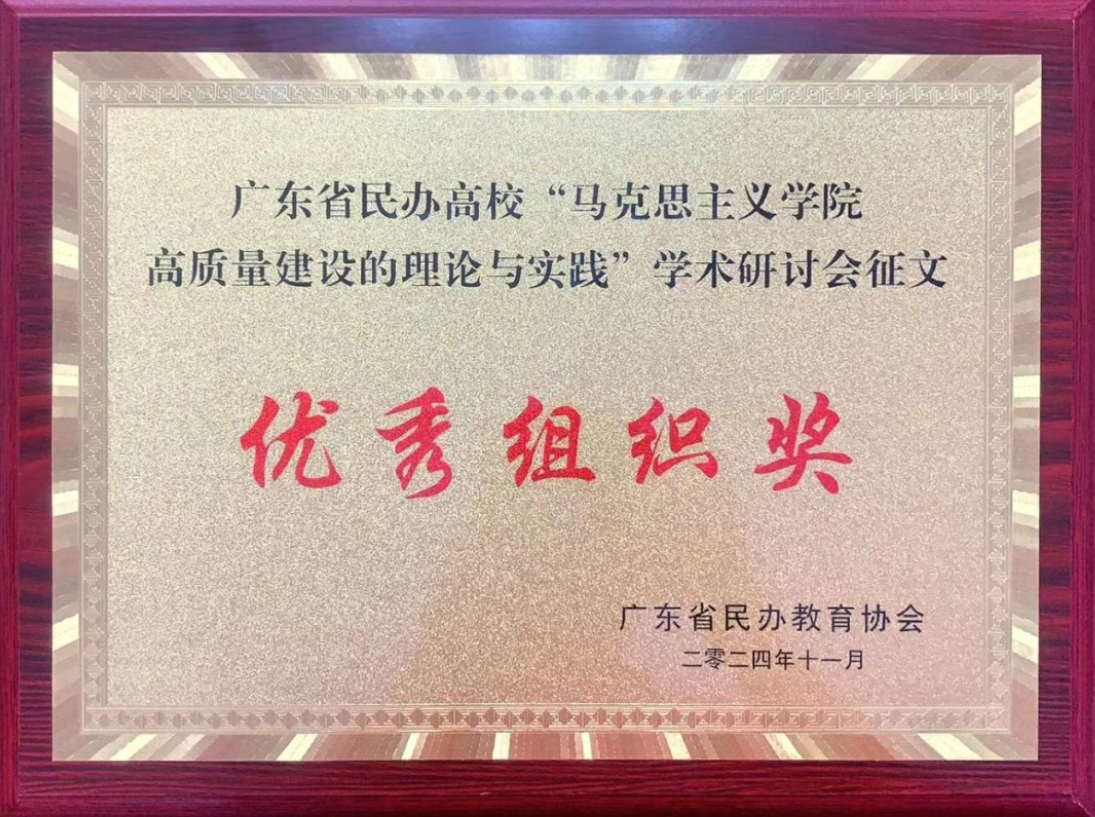 广东省民办高校“马克思主义学院
高质量建设的理论与实践”学术研讨会征文
优秀组织奖
广东省民办教育协会
二零二四年十一月